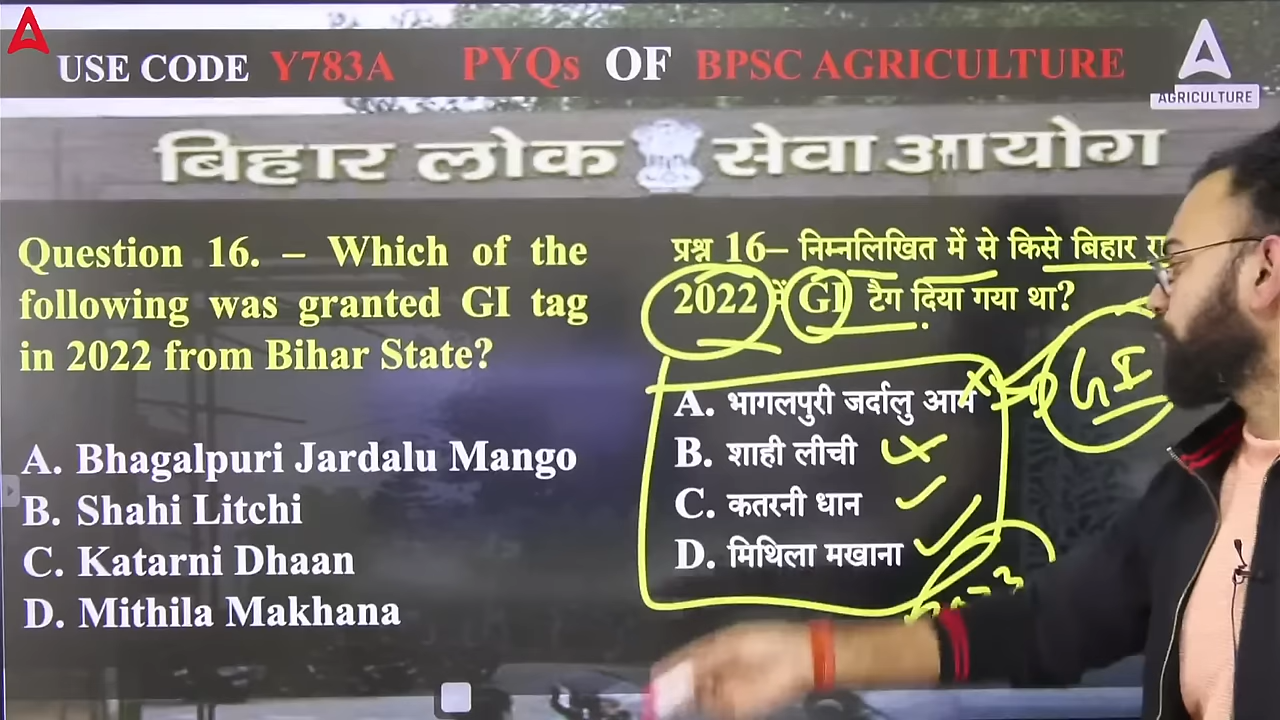 USE CODE Y783A PYQs OF BPSC AGRICULTURE
AGRICULTURE
बिहार लोक सेवा आयोग
Question 16. – Which of the
following was granted GI tag
in 2022 from Bihar State?
A. Bhagalpuri Jardalu Mango
B. Shahi Litchi
C. Katarni Dhaan
D. Mithila Makhana
प्रश्न 16– निम्नलिखित में से किसे बिहार
2022 में GI टैग दिया गया था?
A. भागलपुरी जर्दालु आम
B. शाही लीची
C. कतरनी धान
D. मिथिला मखाना
GI